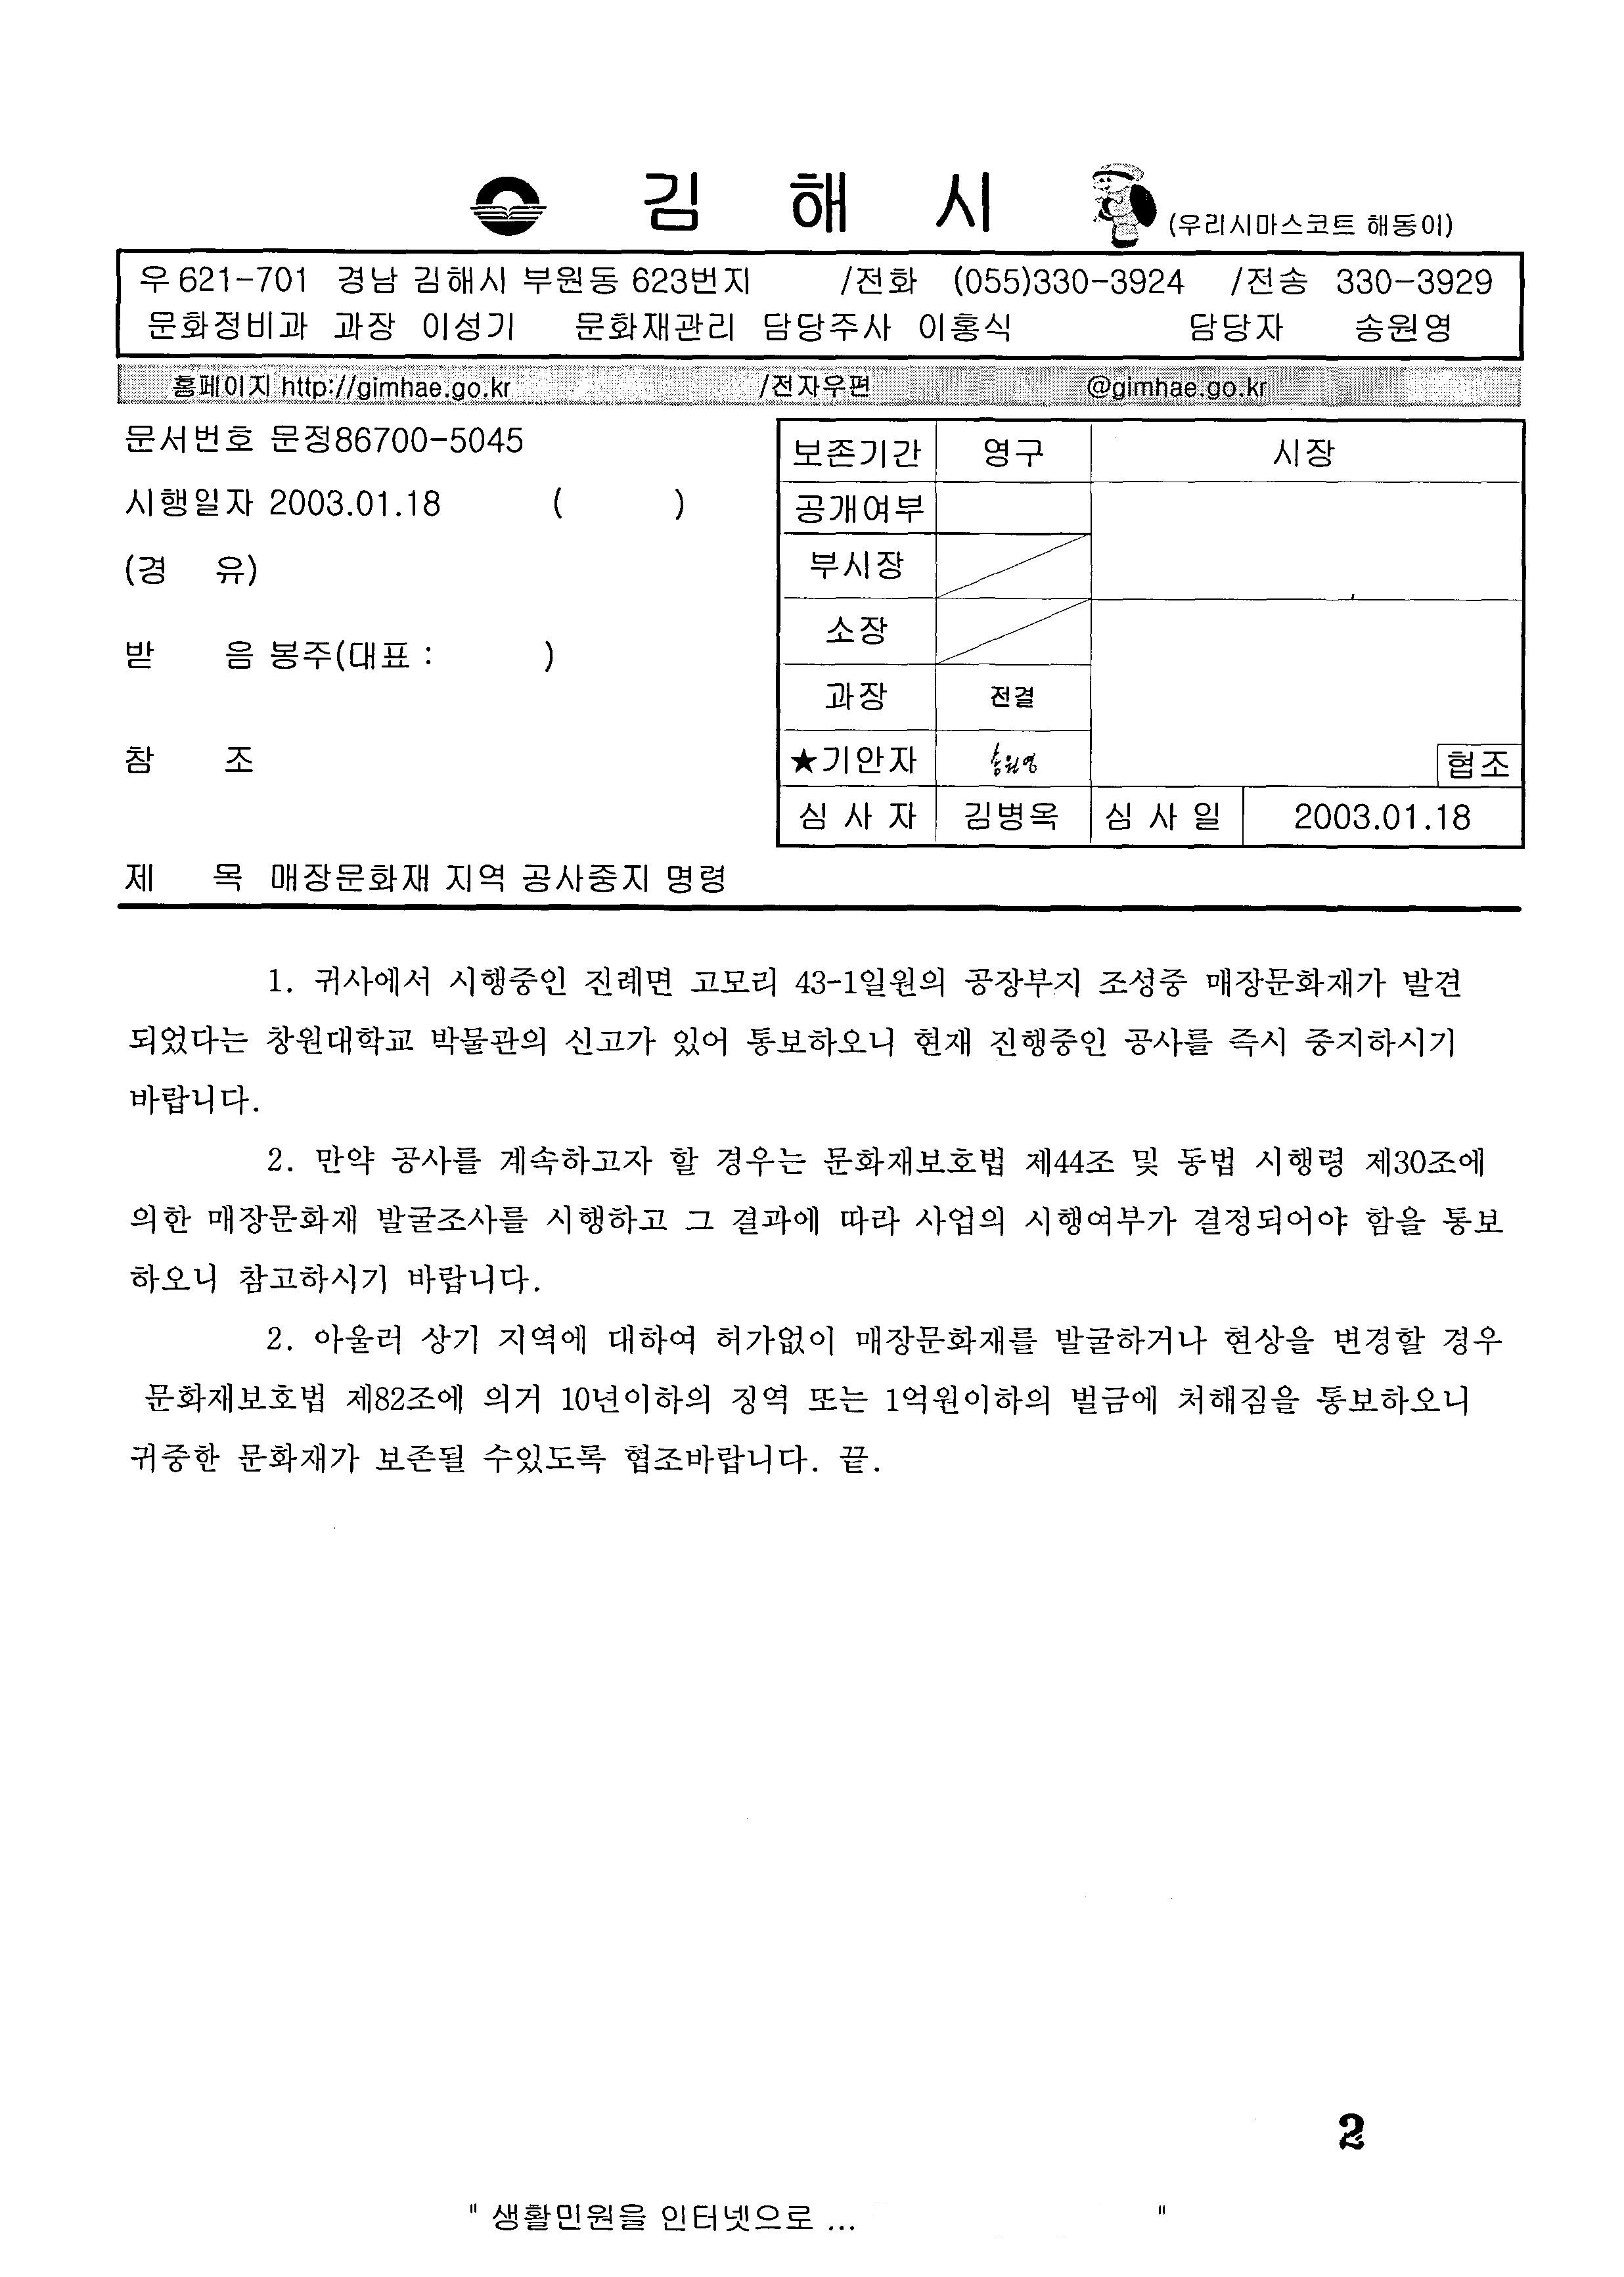 김 해 시 (우리시마스코트 해동이)
우 621-701 경남 김해시 부원동 623번지 /전화 (055)330-3924 /전송 330-3929
문화정비과 과장 이성기 문화재관리 담당주사 이홍식 담당자 송원영
홈페이지 http://gimhae.go.kr /전자우편 @gimhae.go.kr
문서번호 문정86700-5045
시행일자 2003.01.18 ( )
(경 유)
받 음 봉주(대표 : )
참 조
보존기간 영구 시장
공개여부
부시장
소장
과장 전결
★기안자 송원영
협조
심 사 자 김병옥 심 사 일 2003.01.18
제 목 매장문화재 지역 공사중지 명령
1. 귀사에서 시행중인 진례면 고모리 43-1일원의 공장부지 조성중 매장문화재가 발견
되었다는 창원대학교 박물관의 신고가 있어 통보하오니 현재 진행중인 공사를 즉시 중지하시기
바랍니다.
2. 만약 공사를 계속하고자 할 경우는 문화재보호법 제44조 및 동법 시행령 제30조에
의한 매장문화재 발굴조사를 시행하고 그 결과에 따라 사업의 시행여부가 결정되어야 함을 통보
하오니 참고하시기 바랍니다.
2. 아울러 상기 지역에 대하여 허가없이 매장문화재를 발굴하거나 현상을 변경할 경우
문화재보호법 제82조에 의거 10년이하의 징역 또는 1억원이하의 벌금에 처해짐을 통보하오니
귀중한 문화재가 보존될 수있도록 협조바랍니다. 끝.
2
" 생활민원을 인터넷으로 ... "